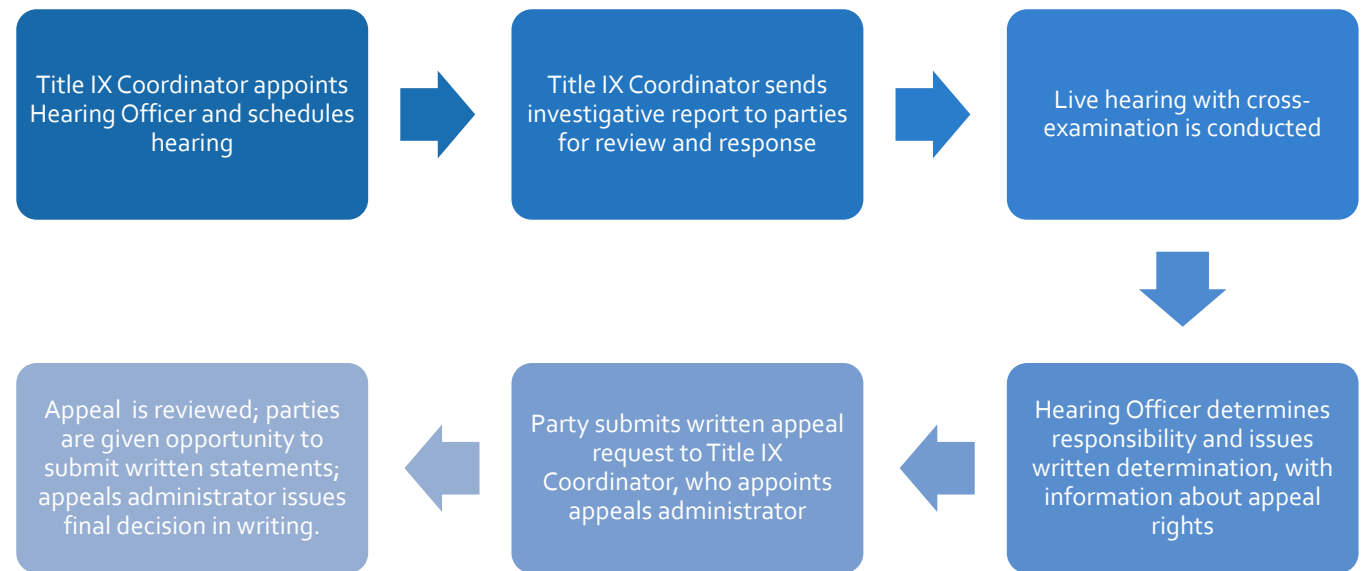 Title IX Coordinator appoints
Hearing Officer and schedules
hearing
Title IX Coordinator sends
investigative report to parties
for review and response
Live hearing with cross-
examination is conducted
Hearing Officer determines
responsibility and issues
written determination, with
information about appeal
rights
Party submits written appeal
request to Title IX
Coordinator, who appoints
appeals administrator
Appeal  is reviewed; parties
are given opportunity to
submit written statements;
appeals administrator issues
final decision in writing.